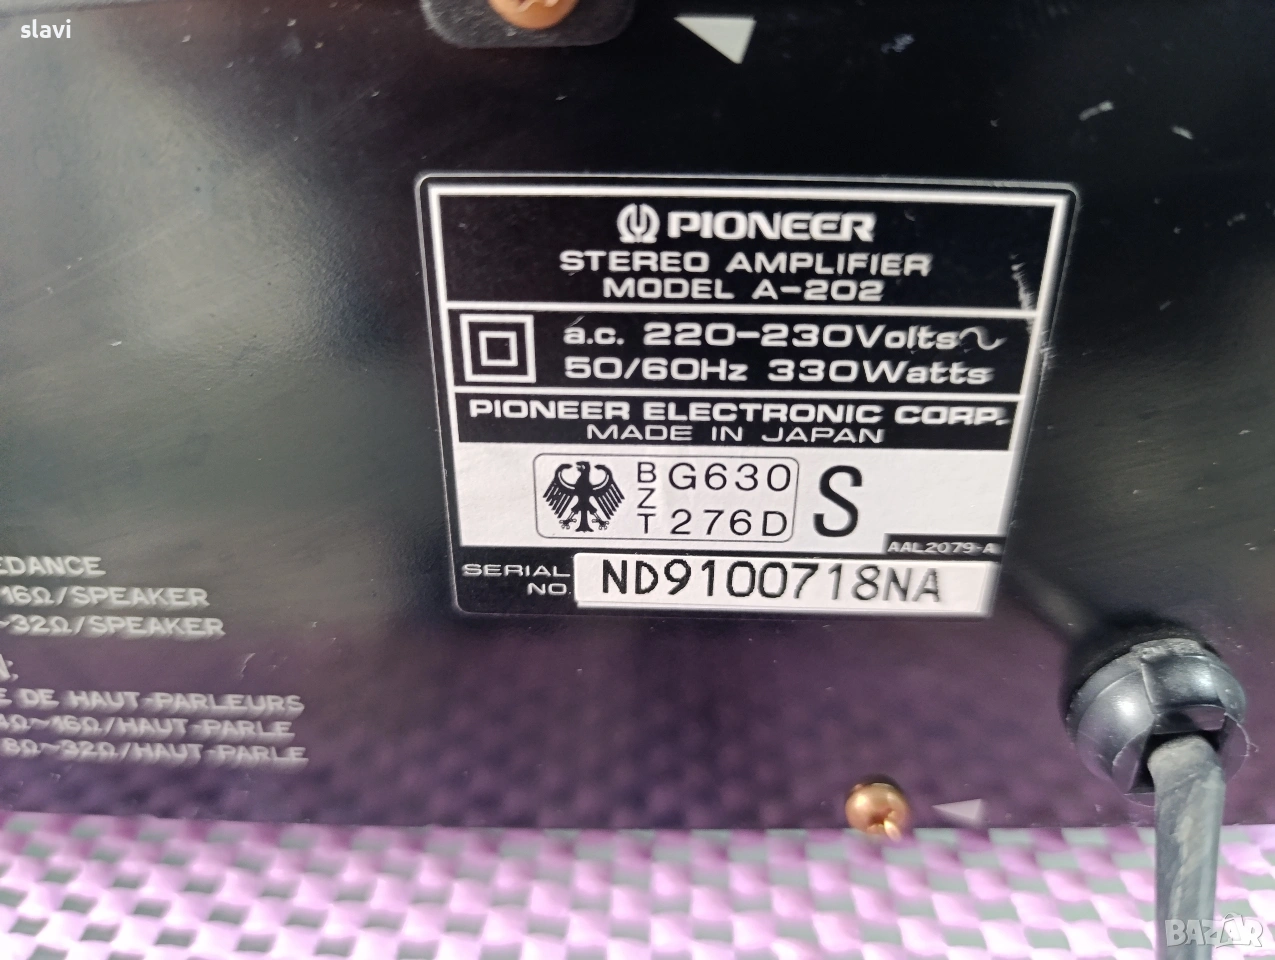 slavi
PIONEER
STEREO AMPLIFIER
MODEL A-202
a.c. 220-230Volts~
50/60Hz 330Watts
PIONEER ELECTRONIC CORP.
MADE IN JAPAN
BZT G630 276D S
AAL2079-A
SERIAL NO. ND9100718NA
EDANCE
16Ω/SPEAKER
~32Ω/SPEAKER
N:
E DE HAUT-PARLEURS
4Ω~16Ω/HAUT-PARLE
8Ω~32Ω/HAUT-PARLE
BAZAR